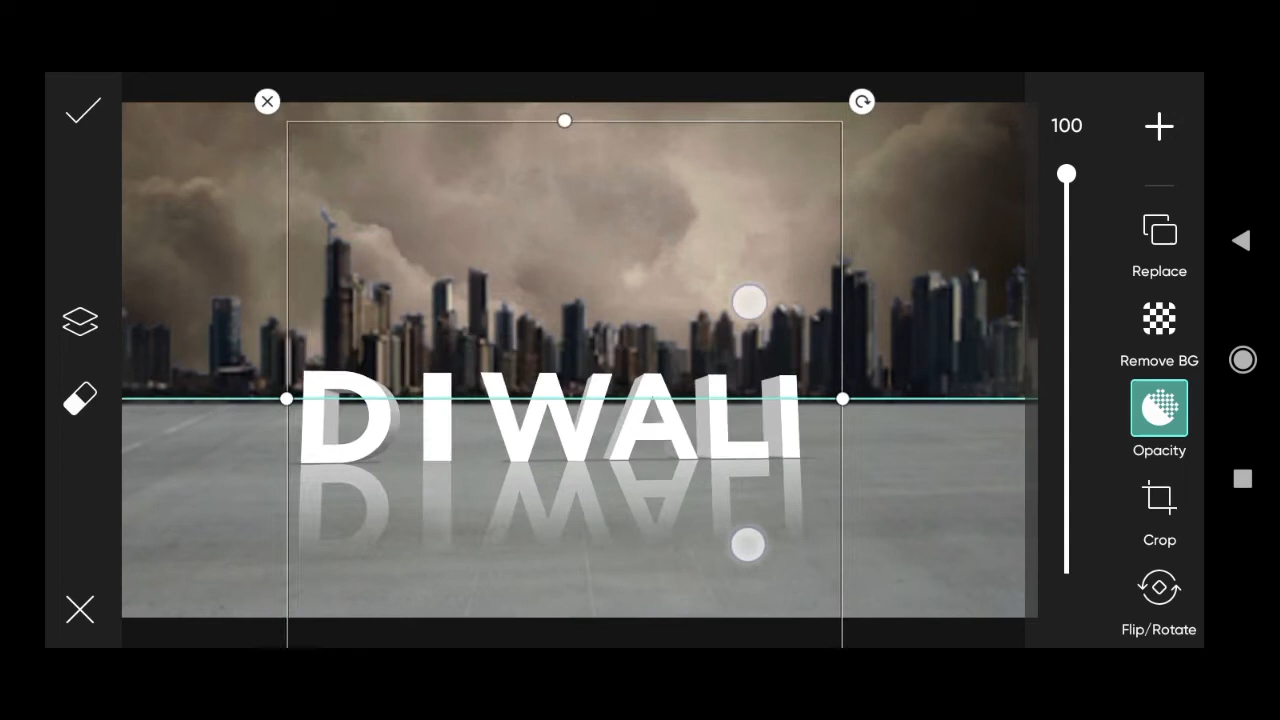 100
Replace
Remove BG
Opacity
Crop
Flip/Rotate
DIWALI